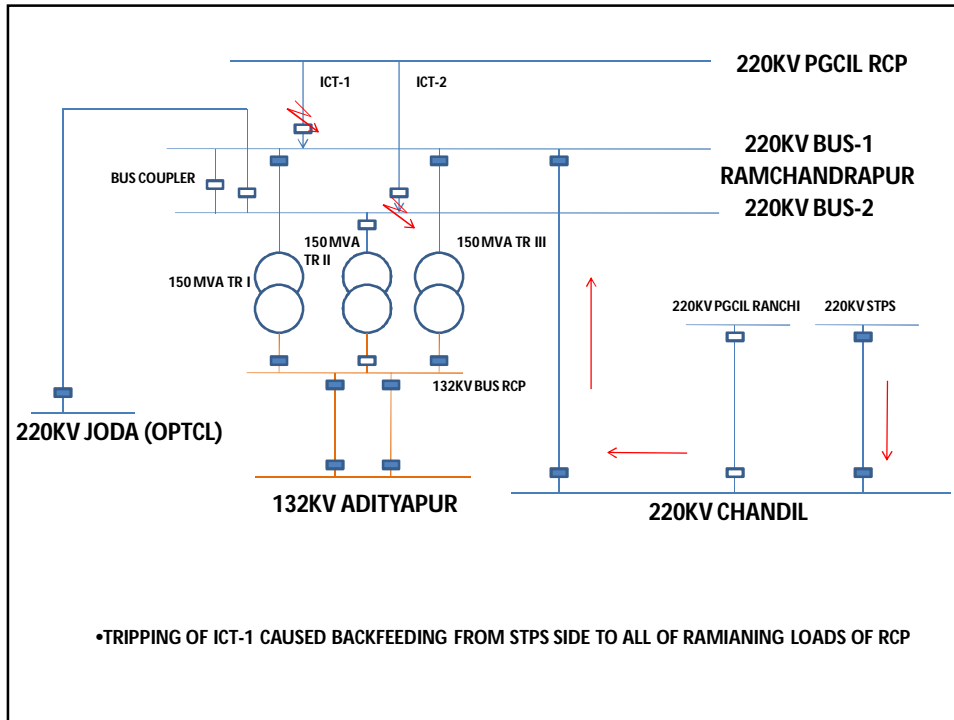 220KV PGCIL RCP
ICT-1
ICT-2
220KV BUS-1
RAMCHANDRAPUR
220KV BUS-2
BUS COUPLER
150 MVA
TR II
150 MVA TR III
150 MVA TR I
220KV PGCIL RANCHI
220KV STPS
132KV BUS RCP
220KV JODA (OPTCL)
132KV ADITYAPUR
220KV CHANDIL
•TRIPPING OF ICT-1 CAUSED BACKFEEDING FROM STPS SIDE TO ALL OF RAMIANING LOADS OF RCP